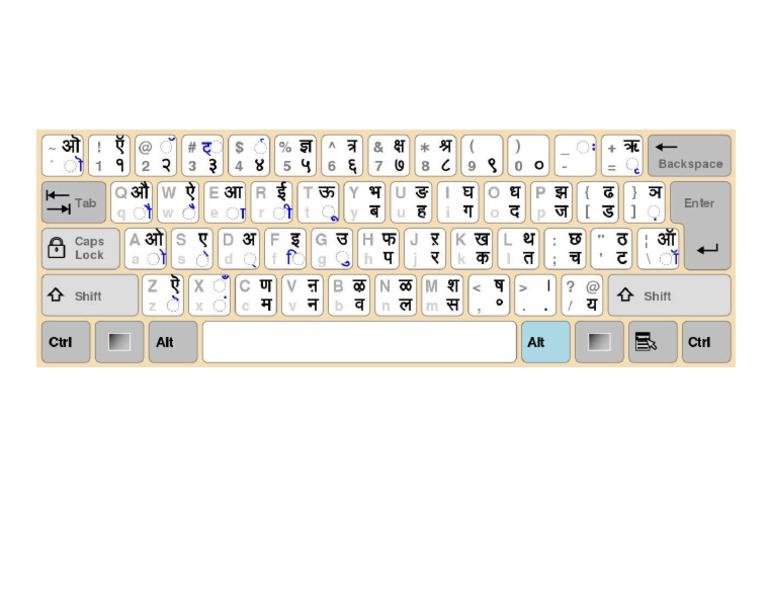 ~ ऒ ! ऍ @ ॅ # ्र $ र् % ज्ञ ^ त्र & क्ष * श्र ( ) _ ः + ऋ
` ॊ 1 १ 2 २ 3 ३ 4 ४ 5 ५ 6 ६ 7 ७ 8 ८ 9 ९ 0 ० - = ृ Backspace
Tab Q औ W ऐ E आ R ई T ऊ Y भ U ङ I घ O ध P झ { ढ } ञ Enter
q ौ w ै e ा r ी t ू y ब u ह i ग o द p ज [ ड ] ़
Caps A ओ S ए D अ F इ G उ H फ J ऱ K ख L थ : छ " ठ ¦ ऑ
Lock a ो s े d ् f ि g ु h प j र k क l त ; च ' ट \ ॉ
Shift Z ऎ X ँ C ण V ऩ B ऴ N ळ M श < ष > । ? @ Shift
z ॆ x ं c म v न b व n ल m स , ° . . / य
Ctrl Alt Alt Ctrl